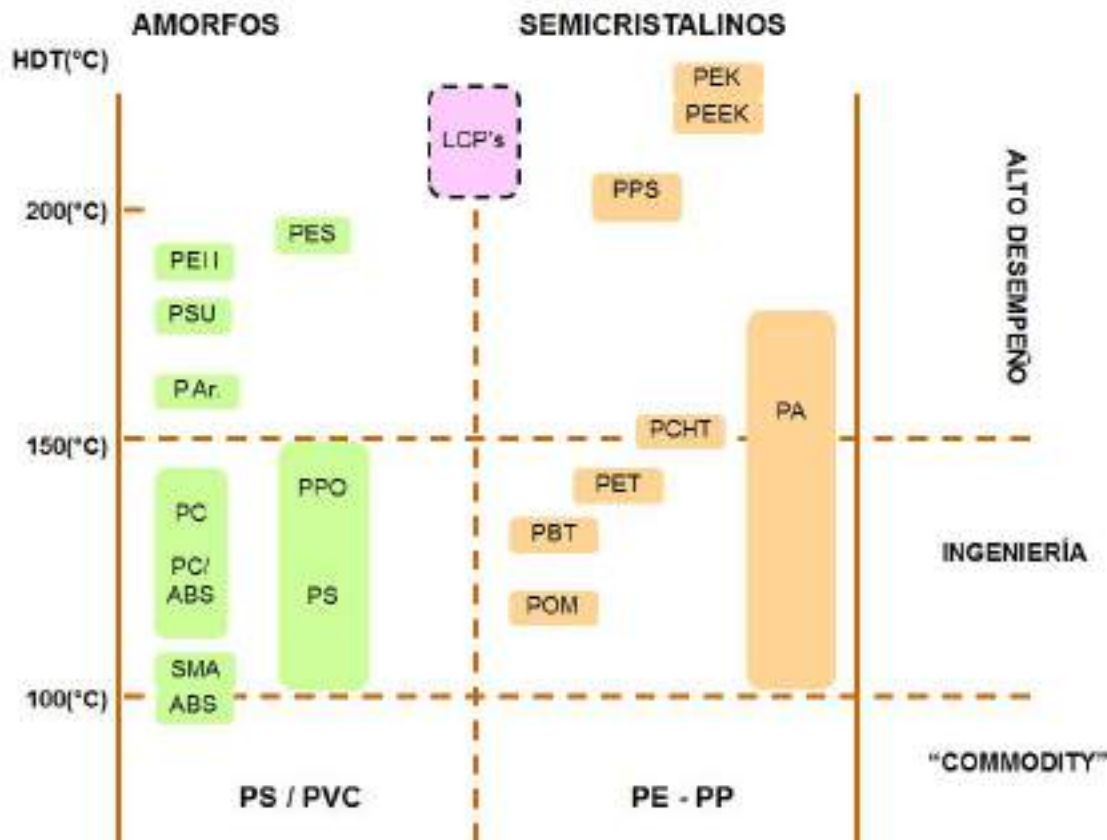 AMORFOS
SEMICRISTALINOS
HDT(°C)
PEK
PEEK
LCP's
PPS
200(°C)
PES
PEI I
PSU
PAr.
ALTO DESEMPEÑO
PA
PCHT
150(°C)
PPO
PET
PC
PBT
INGENIERÍA
PC/
ABS
PS
POM
SMA
100(°C)
ABS
"COMMODITY"
PS / PVC
PE - PP